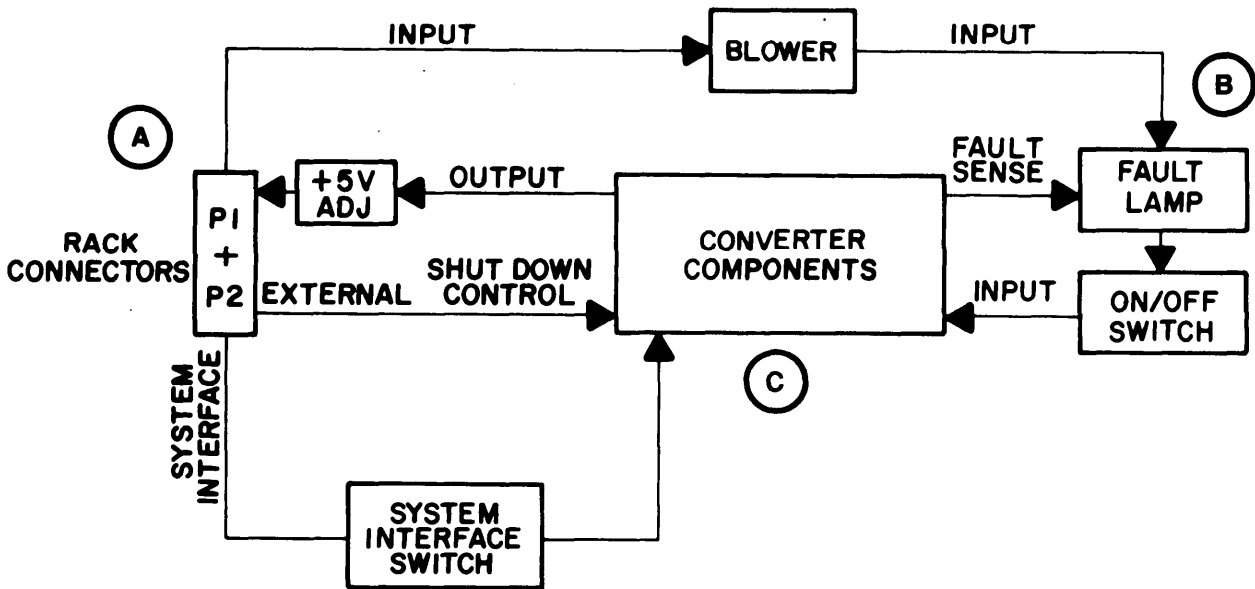 INPUT
BLOWER
INPUT
A
B
+5V
ADJ
OUTPUT
FAULT
SENSE
FAULT
LAMP
P1
+
P2
RACK
CONNECTORS
CONVERTER
COMPONENTS
EXTERNAL
SHUT DOWN
CONTROL
INPUT
ON/OFF
SWITCH
C
SYSTEM
INTERFACE
SYSTEM
INTERFACE
SWITCH